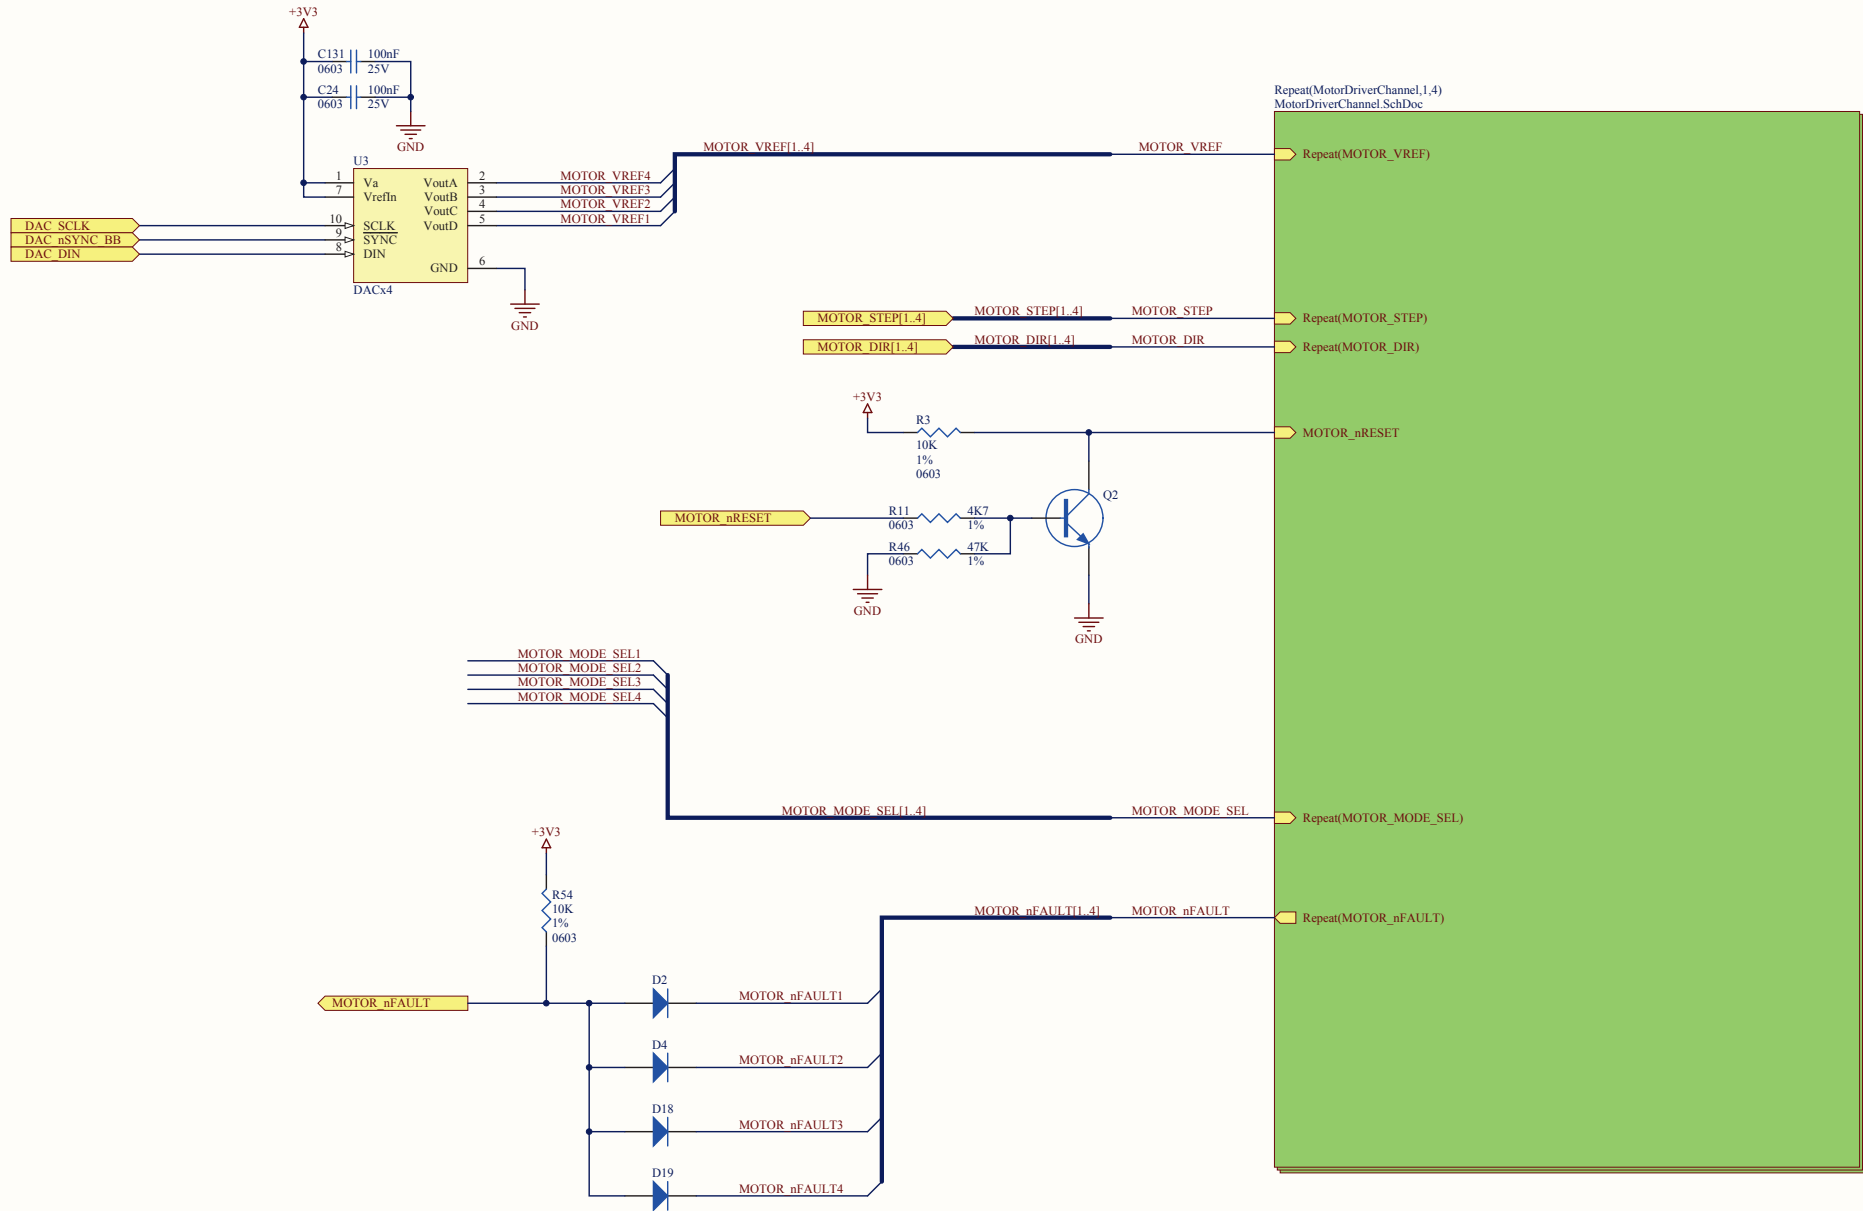 +3V3
C131 100nF
0603 25V
C24 100nF
0603 25V
GND
Repeat(MotorDriverChannel,1,4)
MotorDriverChannel.SchDoc
MOTOR_VREF[1..4]
MOTOR_VREF
Repeat(MOTOR_VREF)
U3
1 Va VoutA 2 MOTOR_VREF4
7 VrefIn VoutB 3 MOTOR_VREF3
VoutC 4 MOTOR_VREF2
DAC_SCLK 10 SCLK VoutD 5 MOTOR_VREF1
DAC_nSYNC_BB 9 SYNC
DAC_DIN 8 DIN
GND 6
DACx4
GND
MOTOR_STEP[1..4] MOTOR_STEP[1..4] MOTOR_STEP Repeat(MOTOR_STEP)
MOTOR_DIR[1..4] MOTOR_DIR[1..4] MOTOR_DIR Repeat(MOTOR_DIR)
+3V3
R3
10K
1%
0603
MOTOR_nRESET
Q2
MOTOR_nRESET
R11 4K7
0603 1%
R46 47K
0603 1%
GND
GND
MOTOR_MODE_SEL1
MOTOR_MODE_SEL2
MOTOR_MODE_SEL3
MOTOR_MODE_SEL4
MOTOR_MODE_SEL[1..4] MOTOR_MODE_SEL Repeat(MOTOR_MODE_SEL)
+3V3
R54
10K
1%
0603
MOTOR_nFAULT[1..4] MOTOR_nFAULT Repeat(MOTOR_nFAULT)
D2
MOTOR_nFAULT MOTOR_nFAULT1
D4
MOTOR_nFAULT2
D18
MOTOR_nFAULT3
D19
MOTOR_nFAULT4